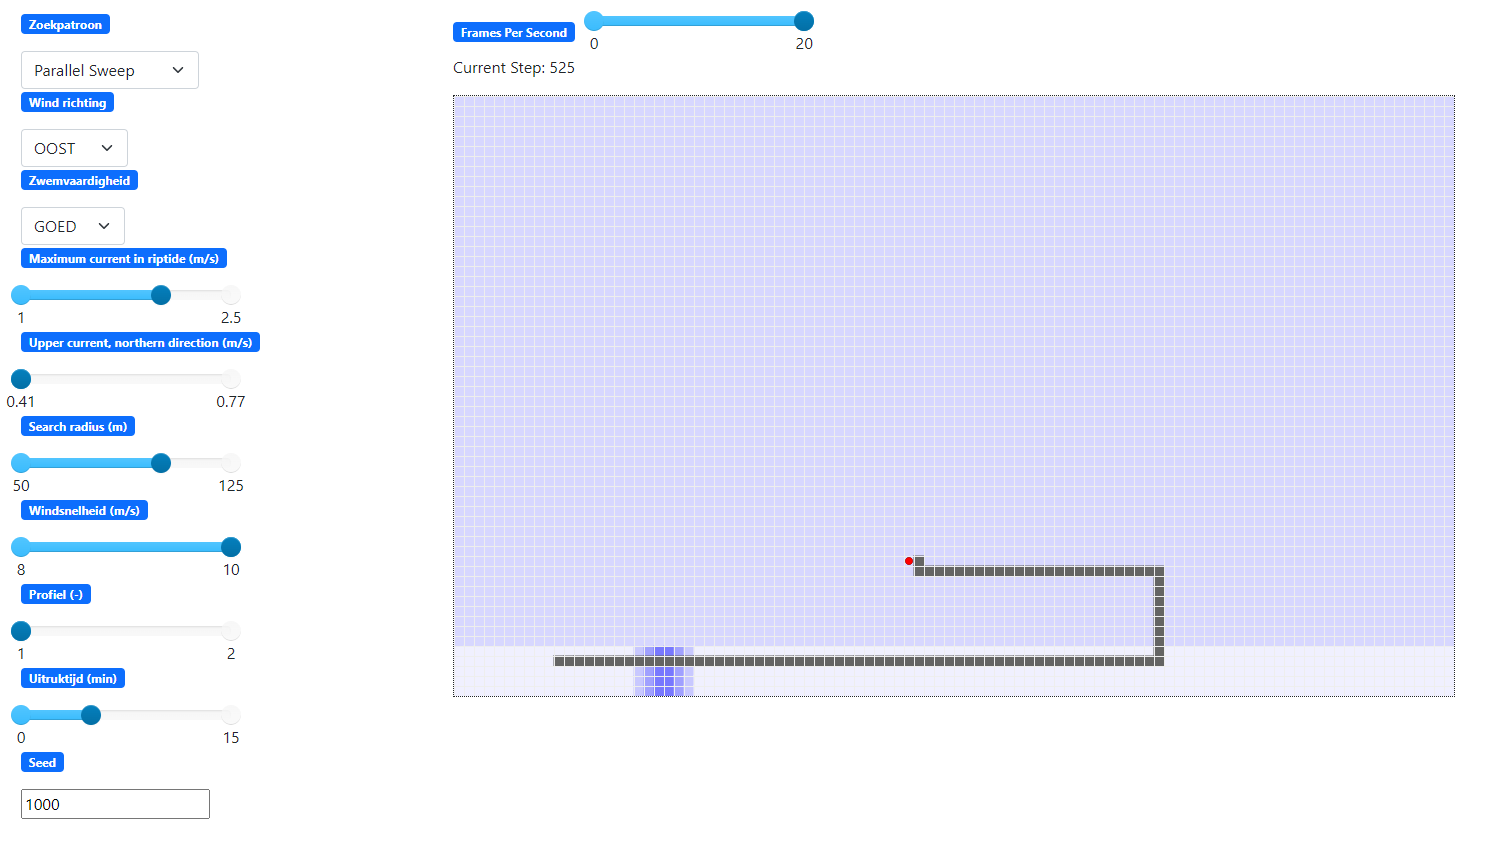 Zoekpatroon
Parallel Sweep
Wind richting
OOST
Zwemvaardigheid
GOED
Maximum current in riptide (m/s)
1 2.5
Upper current, northern direction (m/s)
0.41 0.77
Search radius (m)
50 125
Windsnelheid (m/s)
8 10
Profiel (-)
1 2
Uitruktijd (min)
0 15
Seed
1000
Frames Per Second
0 20
Current Step: 525